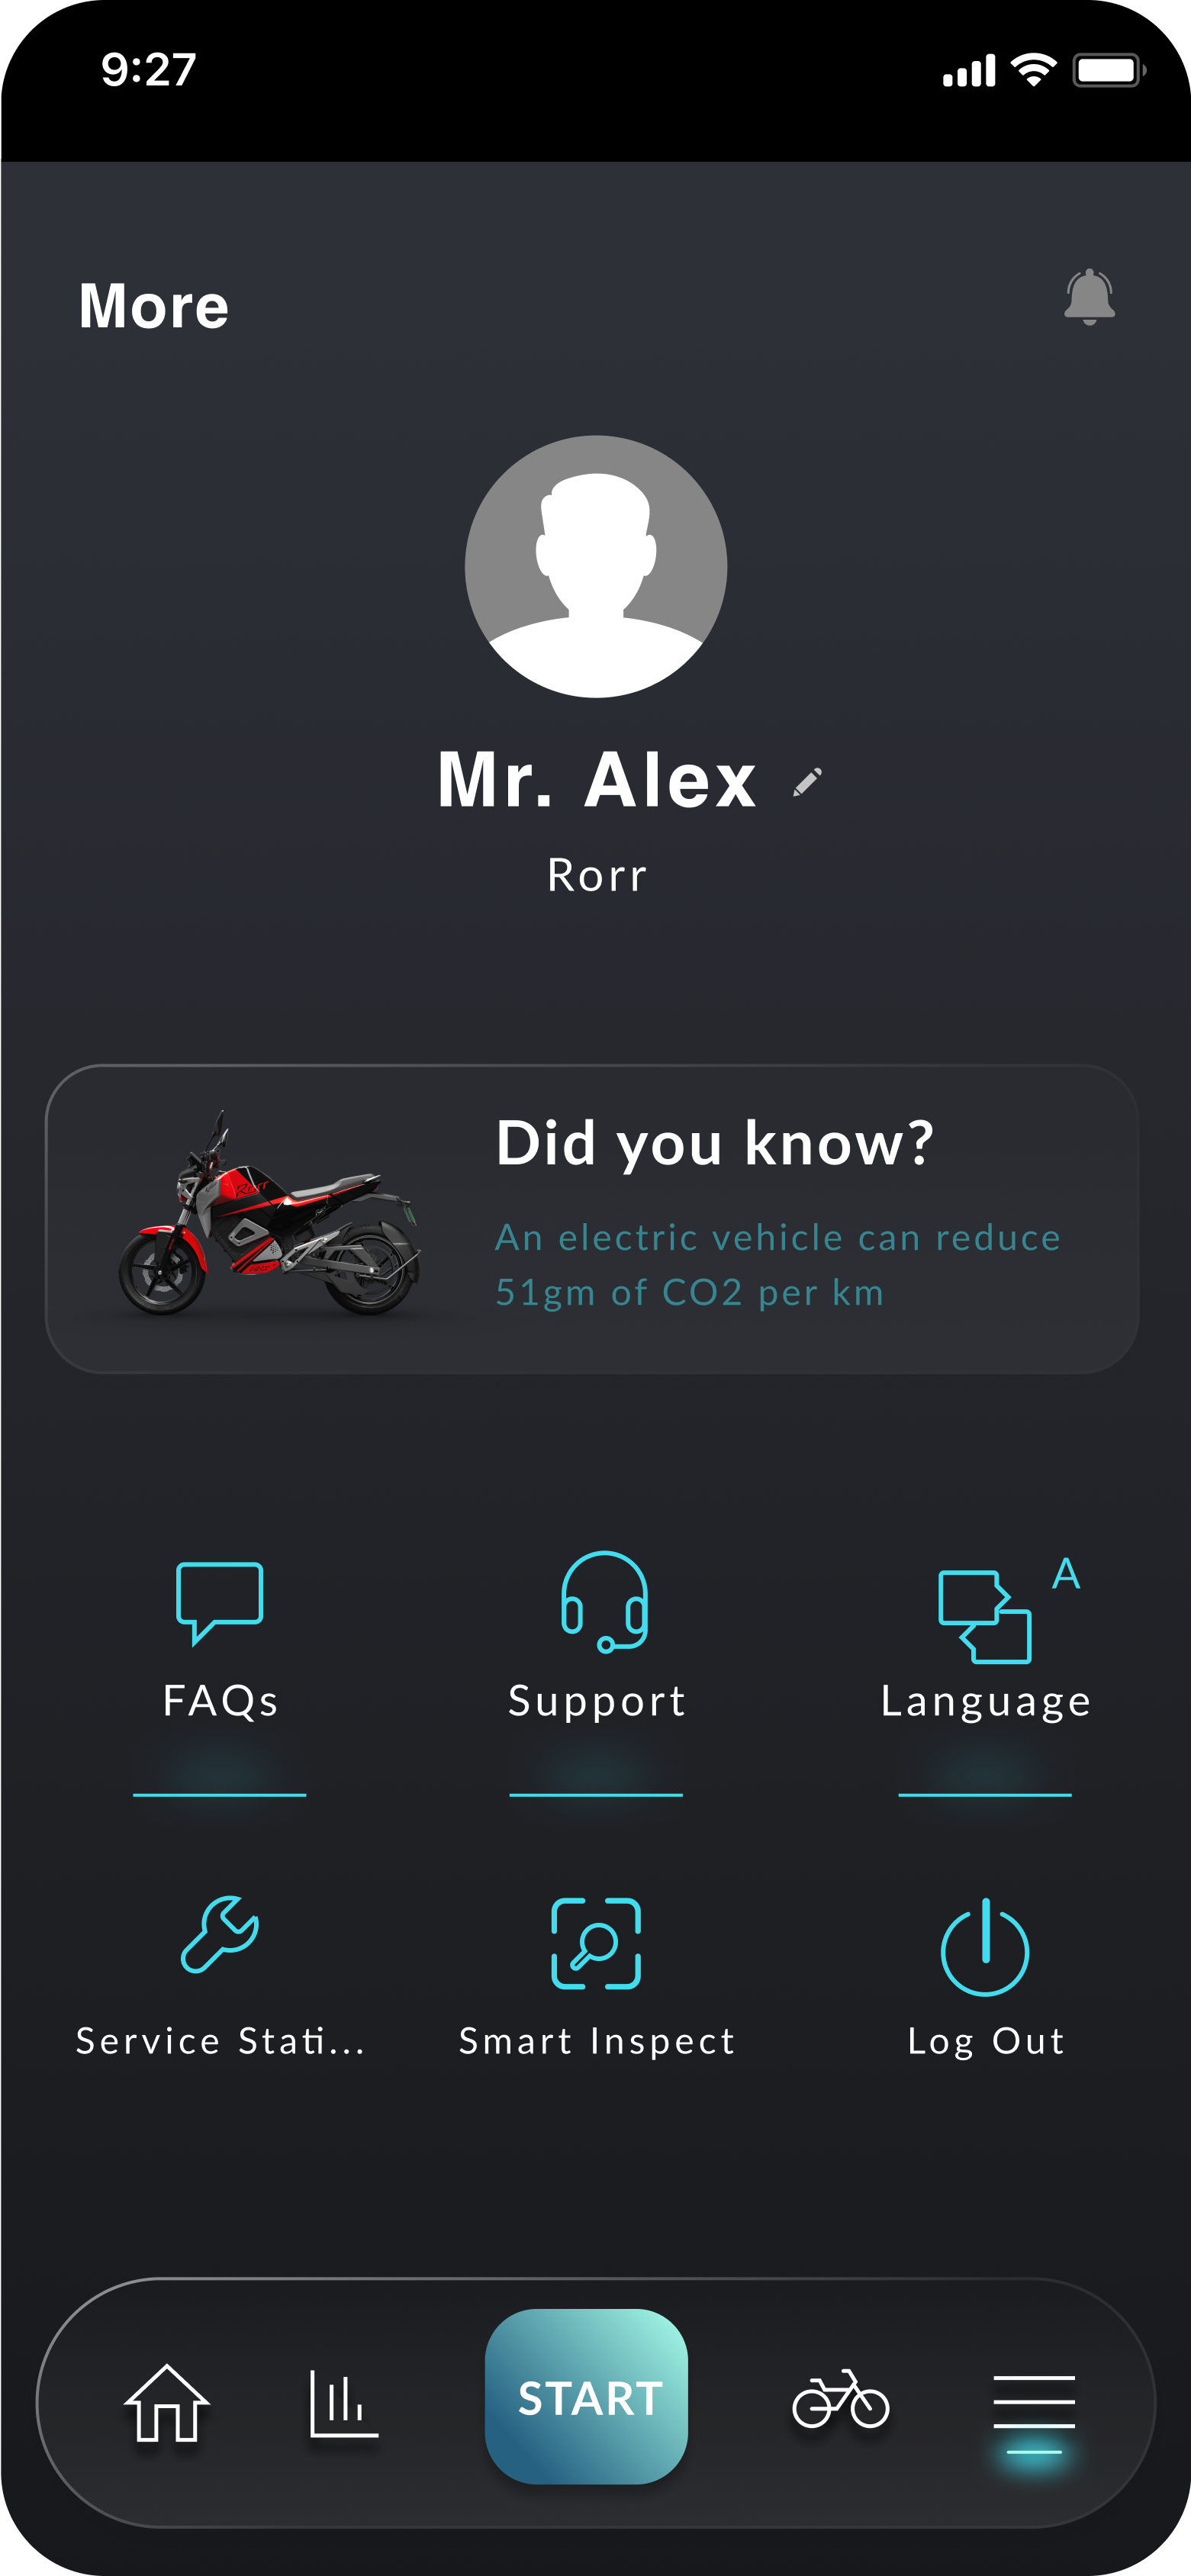 9:27
More
Mr. Alex
Rorr
Rorr
Did you know?
An electric vehicle can reduce
51gm of CO2 per km
A
FAQs
Support
Language
Service Stati...
Smart Inspect
Log Out
START